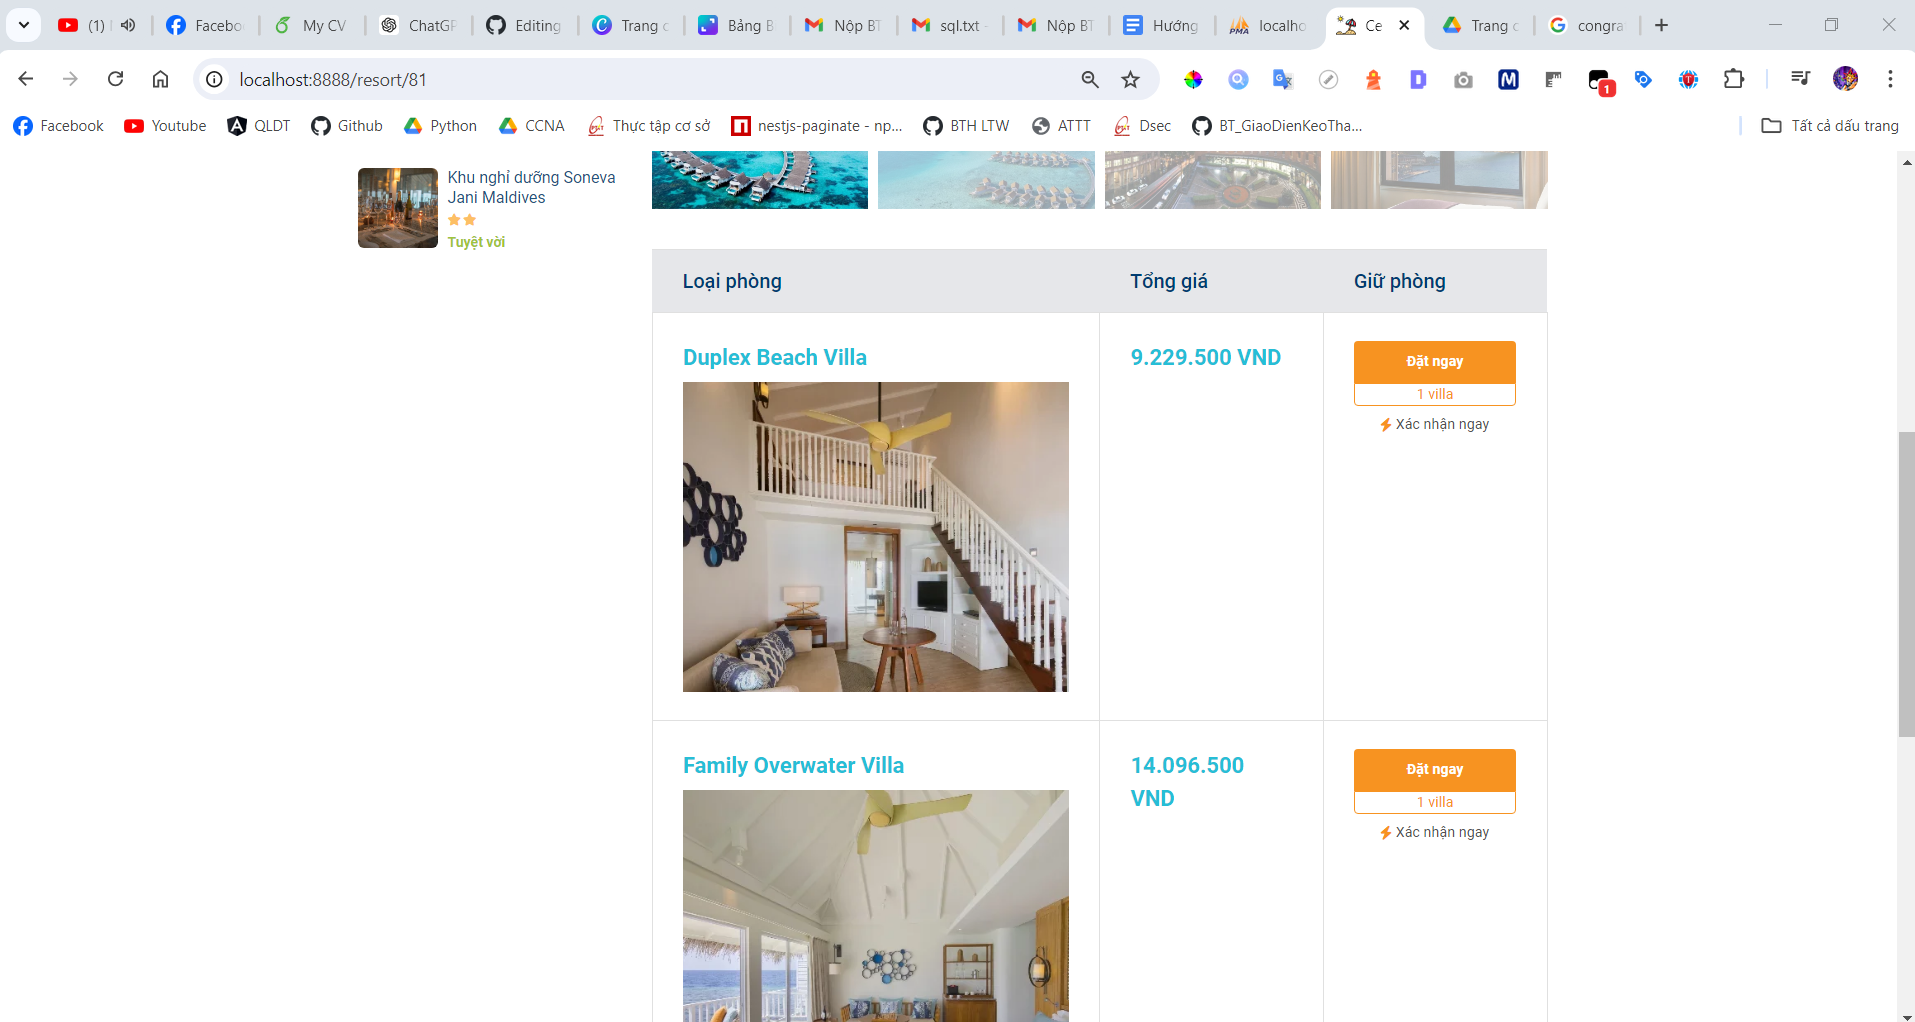 (1)
Facebo
My CV
ChatGP
Editing
Trang c
Bảng B
Nộp BT
sql.txt -
Nộp BT
Hướng
PMA
localho
Ce
Trang c
congra
localhost:8888/resort/81
1
Facebook
Youtube
QLDT
Github
Python
CCNA
Thực tập cơ sở
nestjs-paginate - np...
BTH LTW
ATTT
Dsec
BT_GiaoDienKeoTha...
Tất cả dấu trang
Khu nghỉ dưỡng Soneva
Jani Maldives
Tuyệt vời
Loại phòng
Tổng giá
Giữ phòng
Duplex Beach Villa
9.229.500 VND
Đặt ngay
1 villa
Xác nhận ngay
Family Overwater Villa
14.096.500
VND
Đặt ngay
1 villa
Xác nhận ngay